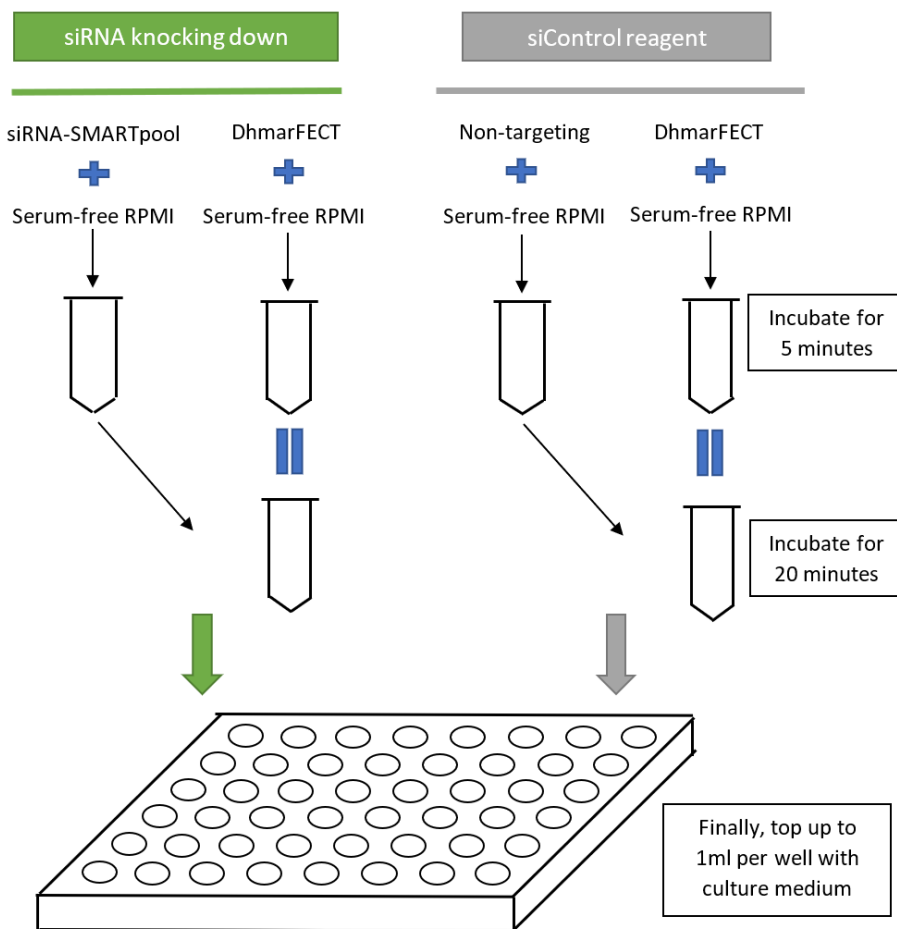 siRNA knocking down
siControl reagent
siRNA-SMARTpool
DhmarFECT
Non-targeting
DhmarFECT
Serum-free RPMI
Serum-free RPMI
Serum-free RPMI
Serum-free RPMI
Incubate for
5 minutes
Incubate for
20 minutes
Finally, top up to
1ml per well with
culture medium